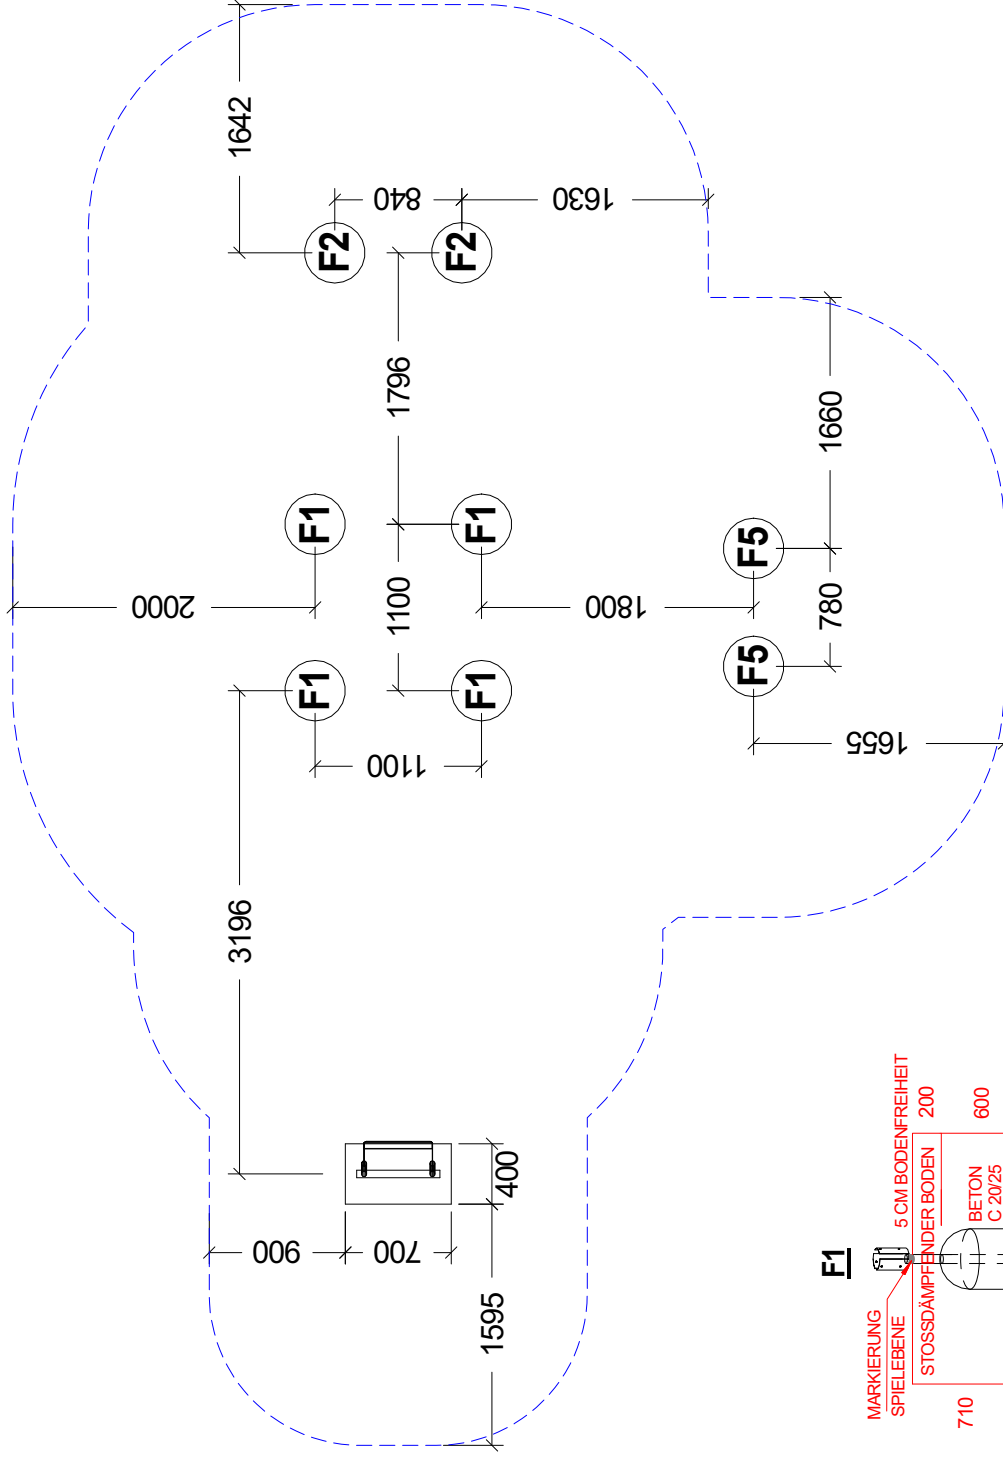 1642
F2
840
F2
1630
1796
1660
F1
F1
2000
1100
1800
F5
780
F5
F1
F1
1100
1655
3196
400
900
700
1595
F1
MARKIERUNG
SPIELEBENE
5 CM BODENFREIHEIT
STOSSDÄMPFENDER BODEN
200
BETON
C 20/25
600
710